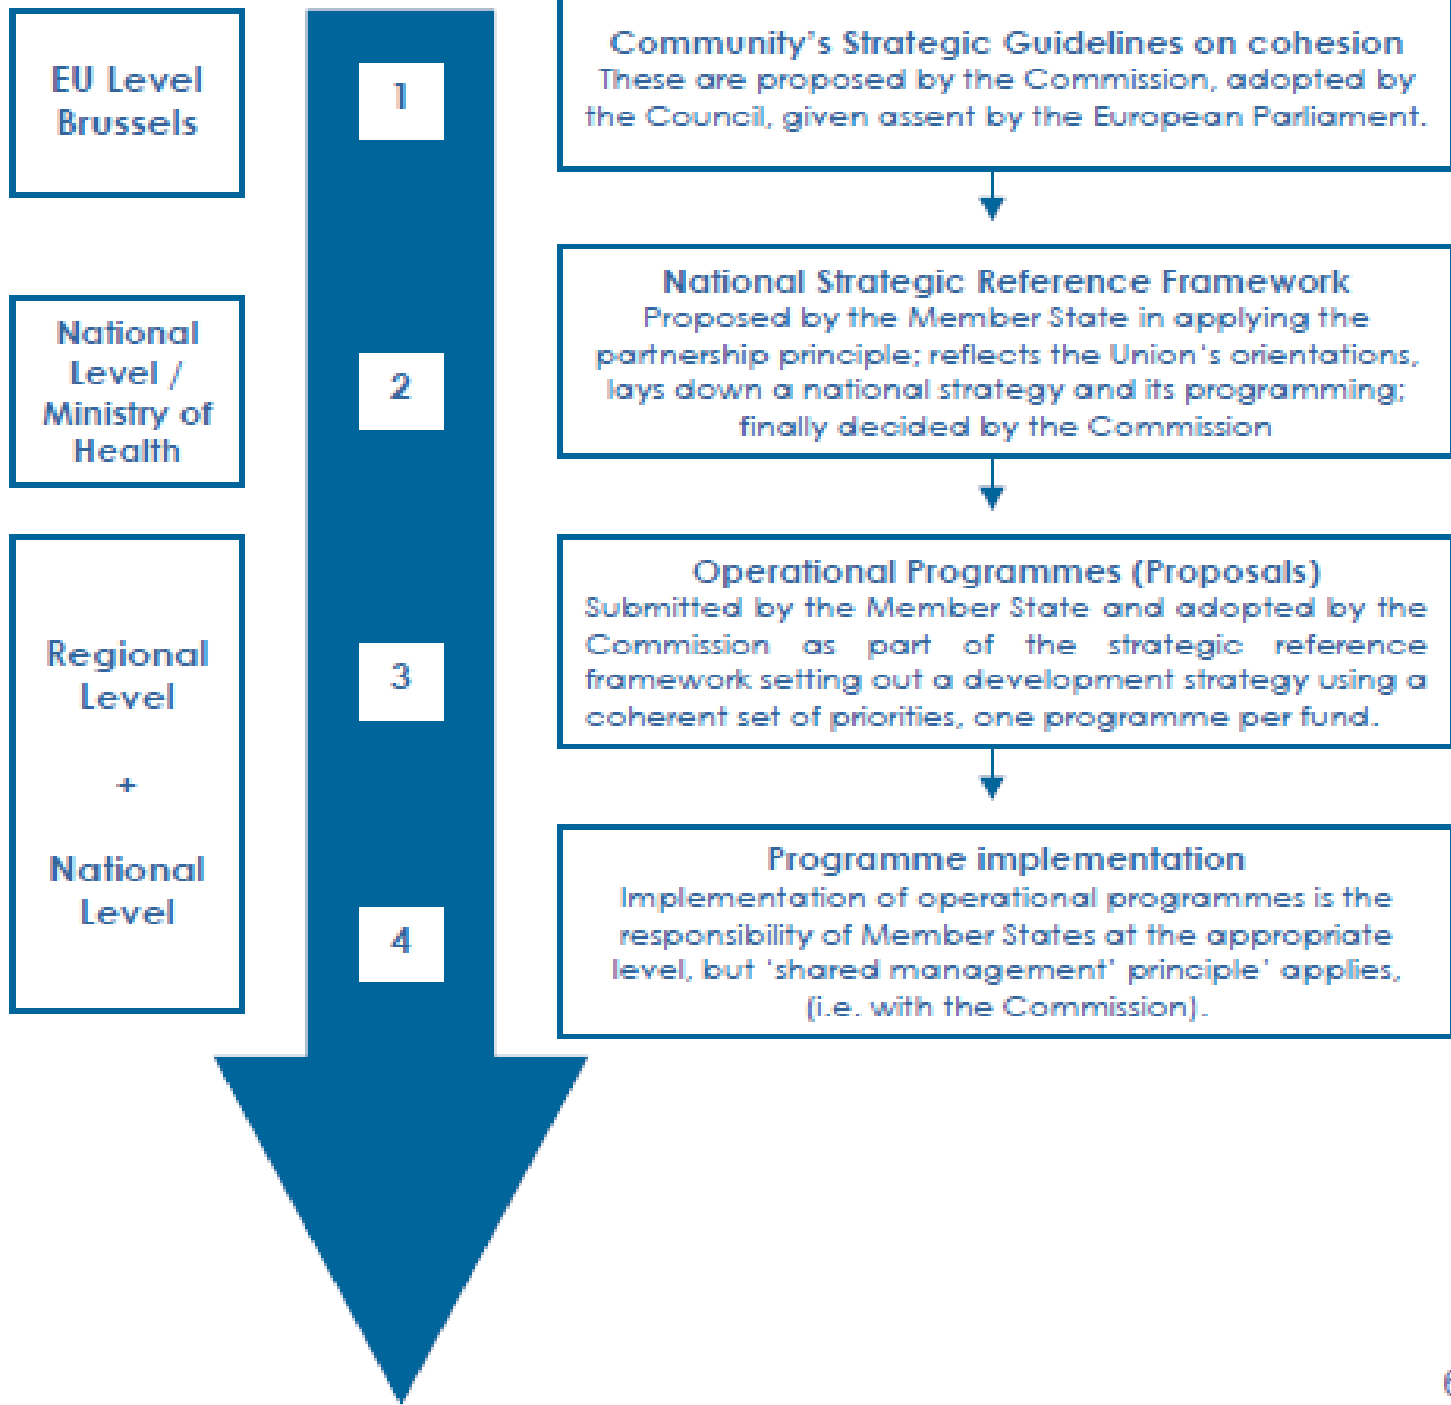 EU Level
Brussels
1
Community's Strategic Guidelines on cohesion
These are proposed by the Commission, adopted by
the Council, given assent by the European Parliament.
National
Level /
Ministry of
Health
2
National Strategic Reference Framework
Proposed by the Member State in applying the
partnership principle; reflects the Union's orientations,
lays down a national strategy and its programming;
finally decided by the Commission
Regional
Level
+
National
Level
3
Operational Programmes (Proposals)
Submitted by the Member State and adopted by the
Commission as part of the strategic reference
framework setting out a development strategy using a
coherent set of priorities, one programme per fund.
4
Programme implementation
Implementation of operational programmes is the
responsibility of Member States at the appropriate
level, but 'shared management' principle' applies,
(i.e. with the Commission).